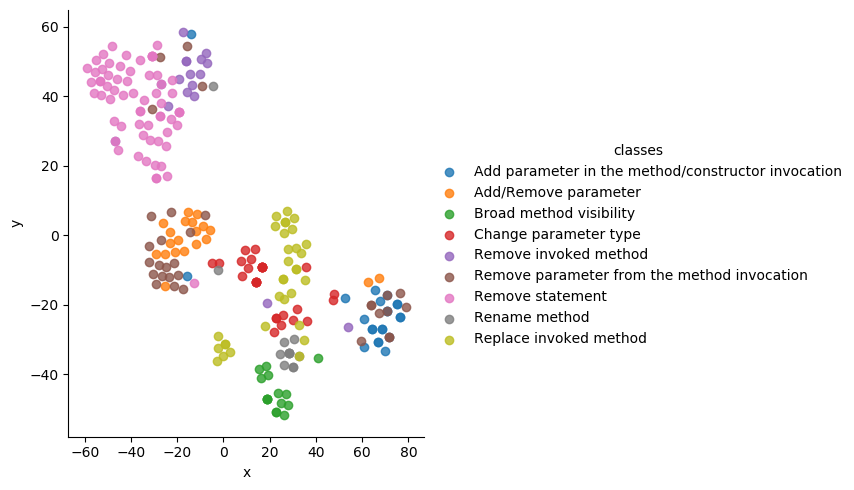 60
40
20
0
−20
−40
y
−60
−40
−20
0
20
40
60
80
x
classes
Add parameter in the method/constructor invocation
Add/Remove parameter
Broad method visibility
Change parameter type
Remove invoked method
Remove parameter from the method invocation
Remove statement
Rename method
Replace invoked method